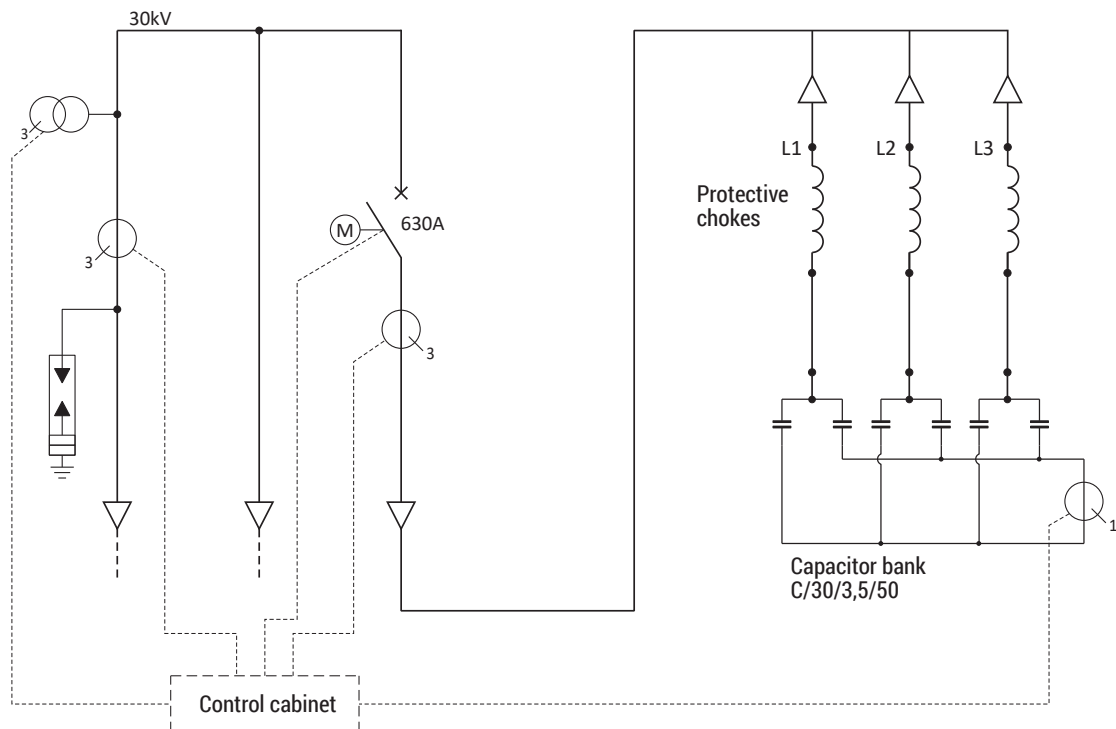 30kV
3
3
M
630A
3
L1
L2
L3
Protective
chokes
1
Capacitor bank
C/30/3,5/50
Control cabinet